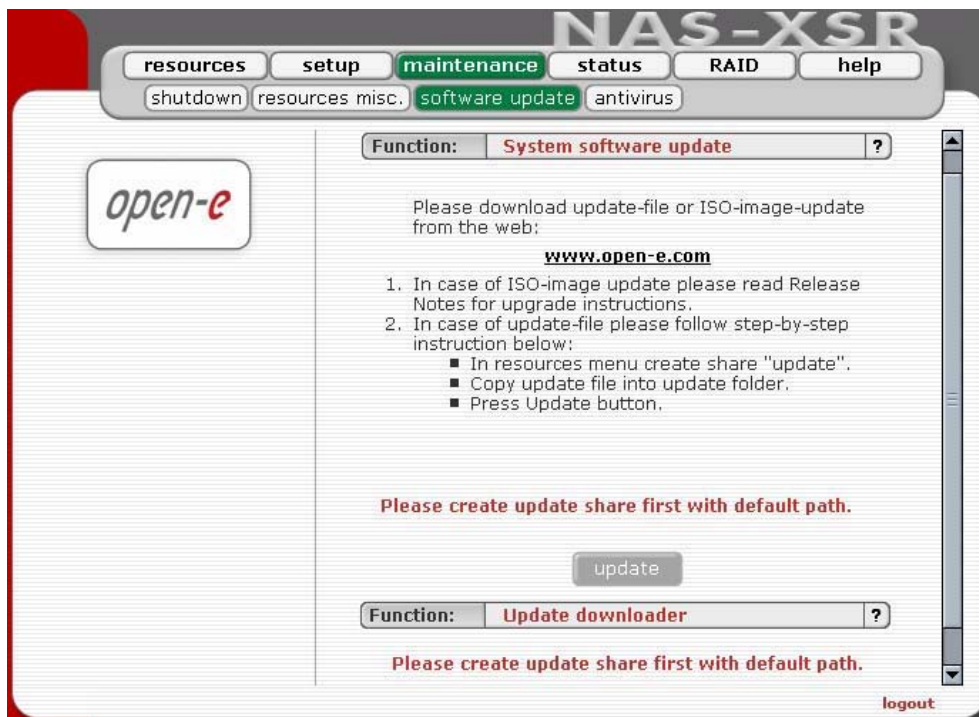 NAS-XSR
resources setup maintenance status RAID help
shutdown resources misc. software update antivirus
open-e
Function: System software update ?
Please download update-file or ISO-image-update
from the web:
www.open-e.com
1. In case of ISO-image update please read Release
Notes for upgrade instructions.
2. In case of update-file please follow step-by-step
instruction below:
■ In resources menu create share "update".
■ Copy update file into update folder.
■ Press Update button.
Please create update share first with default path.
update
Function: Update downloader ?
Please create update share first with default path.
logout